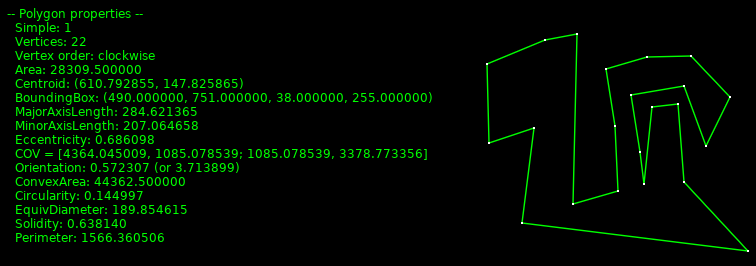 -- Polygon properties --
Simple: 1
Vertices: 22
Vertex order: clockwise
Area: 28309.500000
Centroid: (610.792855, 147.825865)
BoundingBox: (490.000000, 751.000000, 38.000000, 255.000000)
MajorAxisLength: 284.621365
MinorAxisLength: 207.064658
Eccentricity: 0.686098
COV = [4364.045009, 1085.078539; 1085.078539, 3378.773356]
Orientation: 0.572307 (or 3.713899)
ConvexArea: 44362.500000
Circularity: 0.144997
EquivDiameter: 189.854615
Solidity: 0.638140
Perimeter: 1566.360506